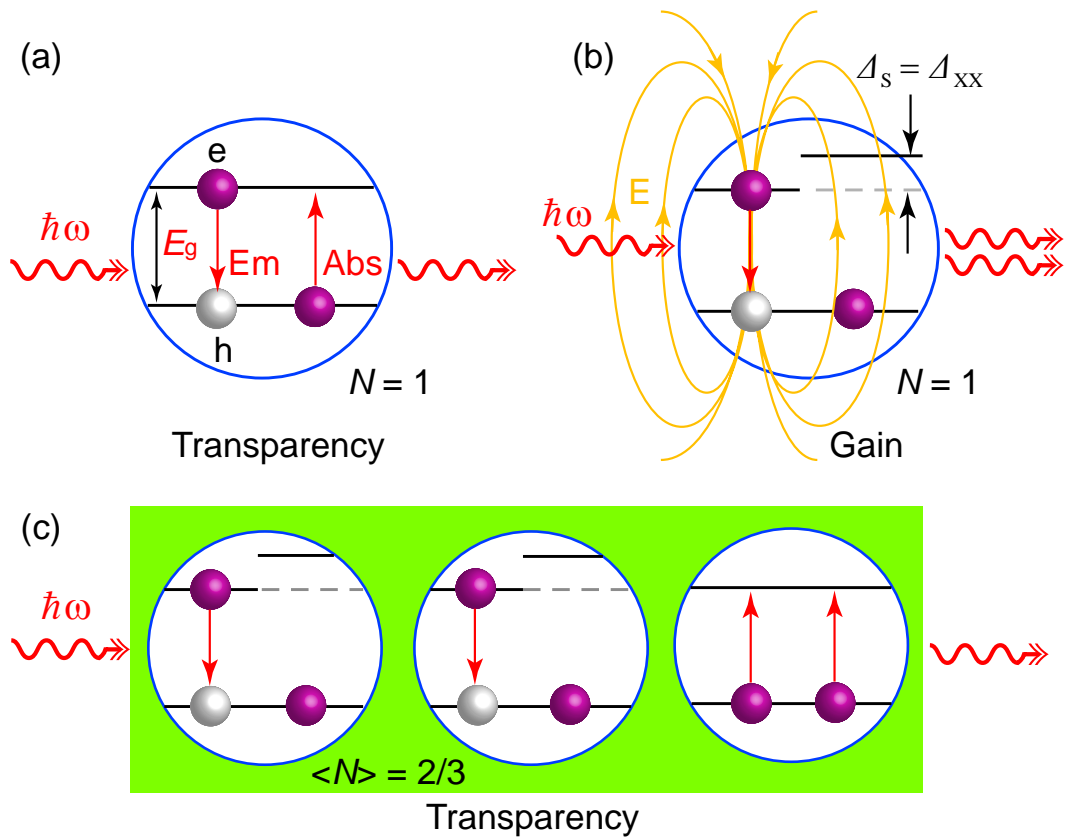 (a)
e
ħω
Eg
Em
Abs
h
N = 1
Transparency
(b)
Δs = Δxx
E
ħω
N = 1
Gain
(c)
ħω
<N> = 2/3
Transparency